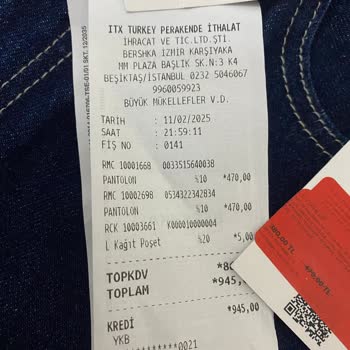 ITX TURKEY PERAKENDE İTHALAT
İHRACAT VE TİC.LTD.ŞTİ.
BERSHKA İZMİR KARŞIYAKA
MM PLAZA BAŞLIK SK.N:3 K4
BEŞİKTAŞ/İSTANBUL 0232 5046067
9960059923
BÜYÜK MÜKELLEFLER V.D.
TARİH : 11/02/2025
SAAT : 21:59:11
FİŞ NO : 0141
RMC 10001668 0033515640038
PANTOLON %10 *470,00
RMC 10002698 0534322342834
PANTOLON %10 *470,00
RCK 10003661 K000010000004
L Kağıt Poşet %20 *5,00
TOPKDV
TOPLAM *945,
KREDİ *945,00
YKB
0021